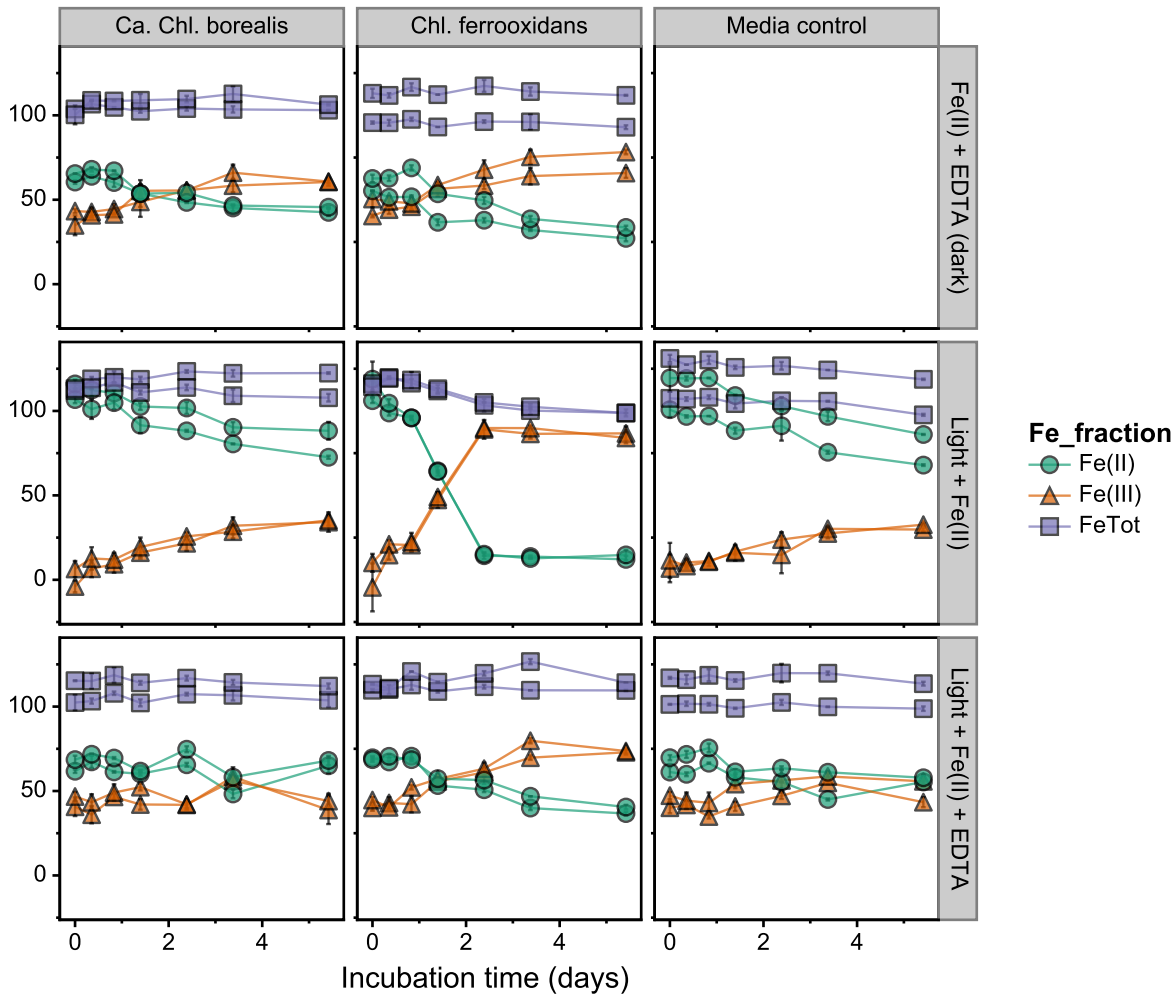 Ca. Chl. borealis
Chl. ferrooxidans
Media control
100
50
0
Fe(II) + EDTA (dark)
100
50
0
Light + Fe(II)
100
50
0
Light + Fe(II) + EDTA
0 2 4
0 2 4
0 2 4
Incubation time (days)
Fe_fraction
Fe(II)
Fe(III)
FeTot